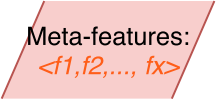 Meta-features:
<f1,f2,..., fx>